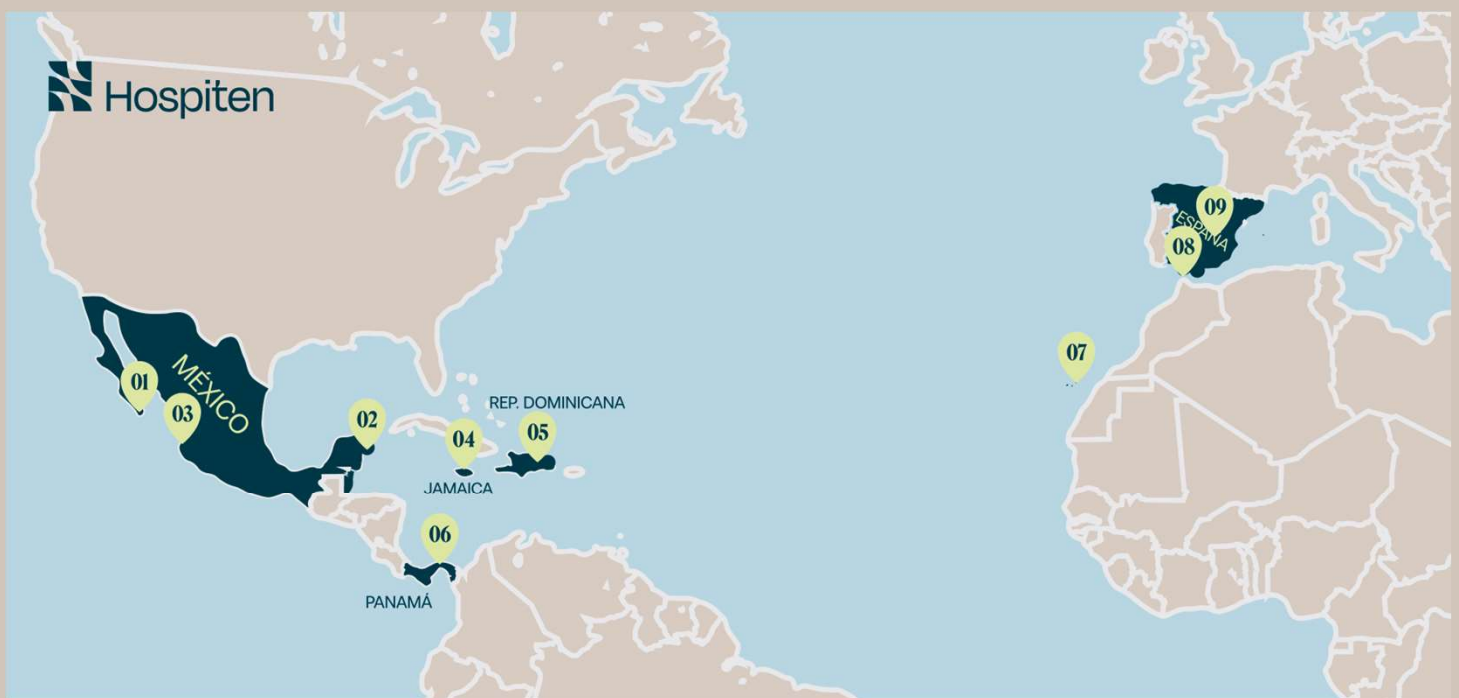 Hospiten
09
ESPAÑA
08
07
MÉXICO
01
03
02
REP. DOMINICANA
04
05
JAMAICA
06
PANAMÁ